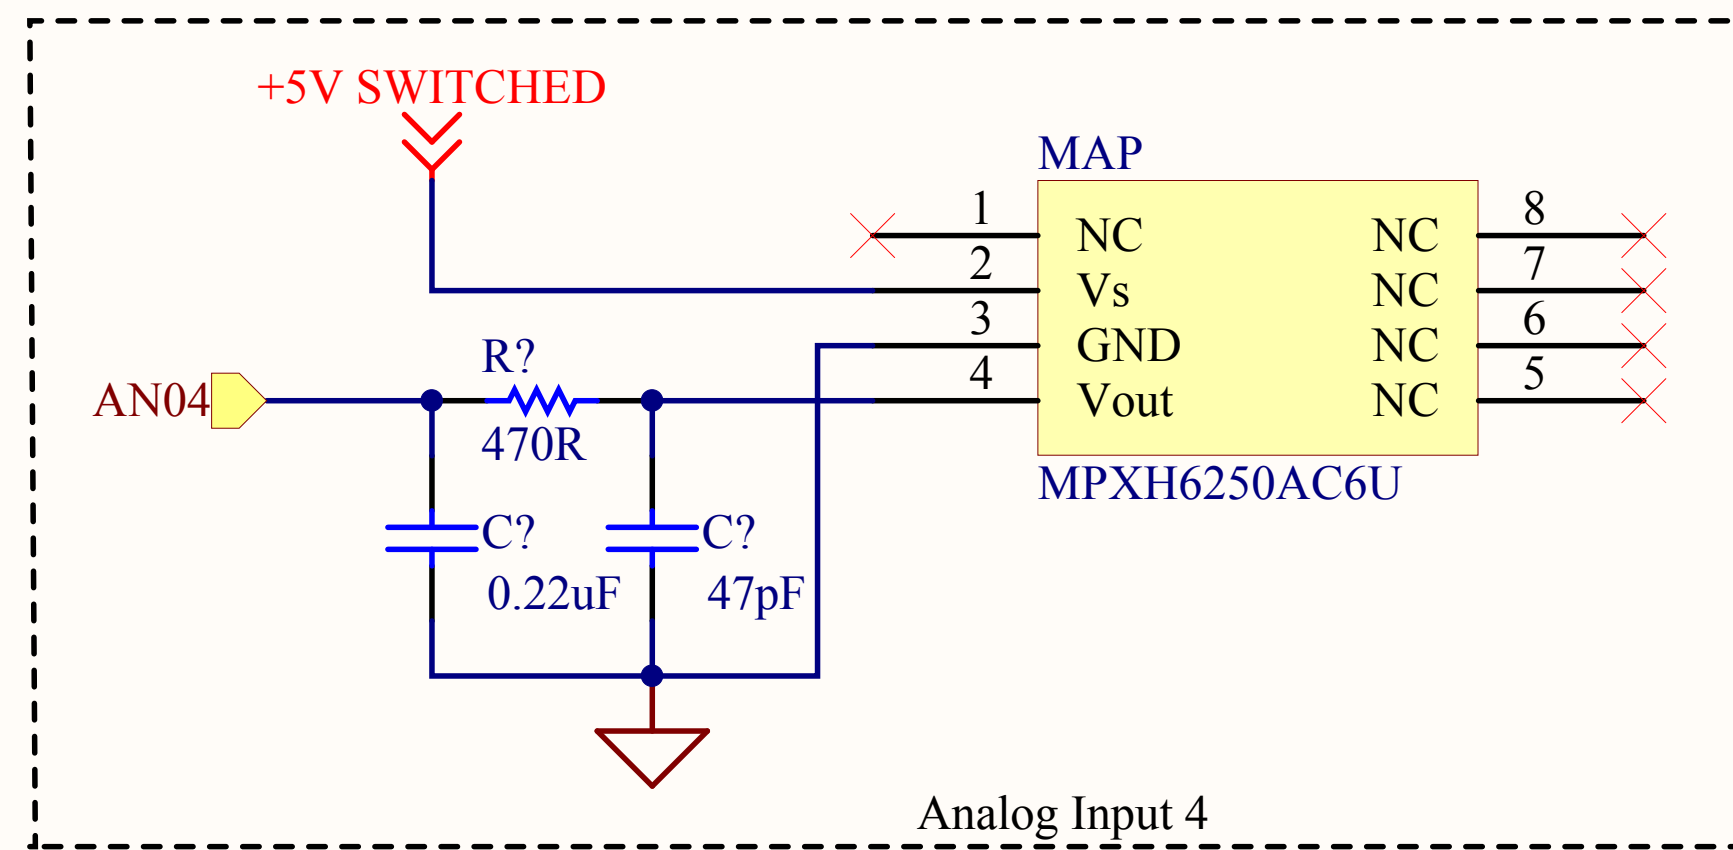 +5V SWITCHED
MAP
1 NC NC 8
2 Vs NC 7
3 GND NC 6
4 Vout NC 5
MPXH6250AC6U
AN04
R?
470R
C?
0.22uF
C?
47pF
Analog Input 4